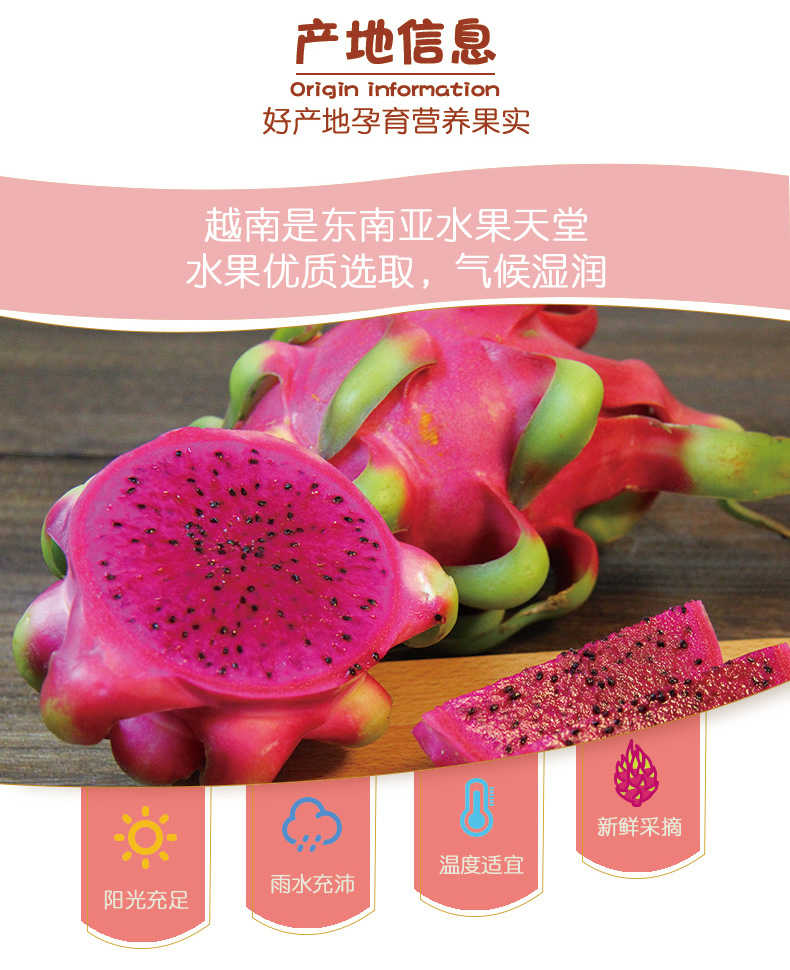 产地信息
Origin information
好产地孕育营养果实
越南是东南亚水果天堂
水果优质选取，气候湿润
阳光充足
雨水充沛
温度适宜
新鲜采摘